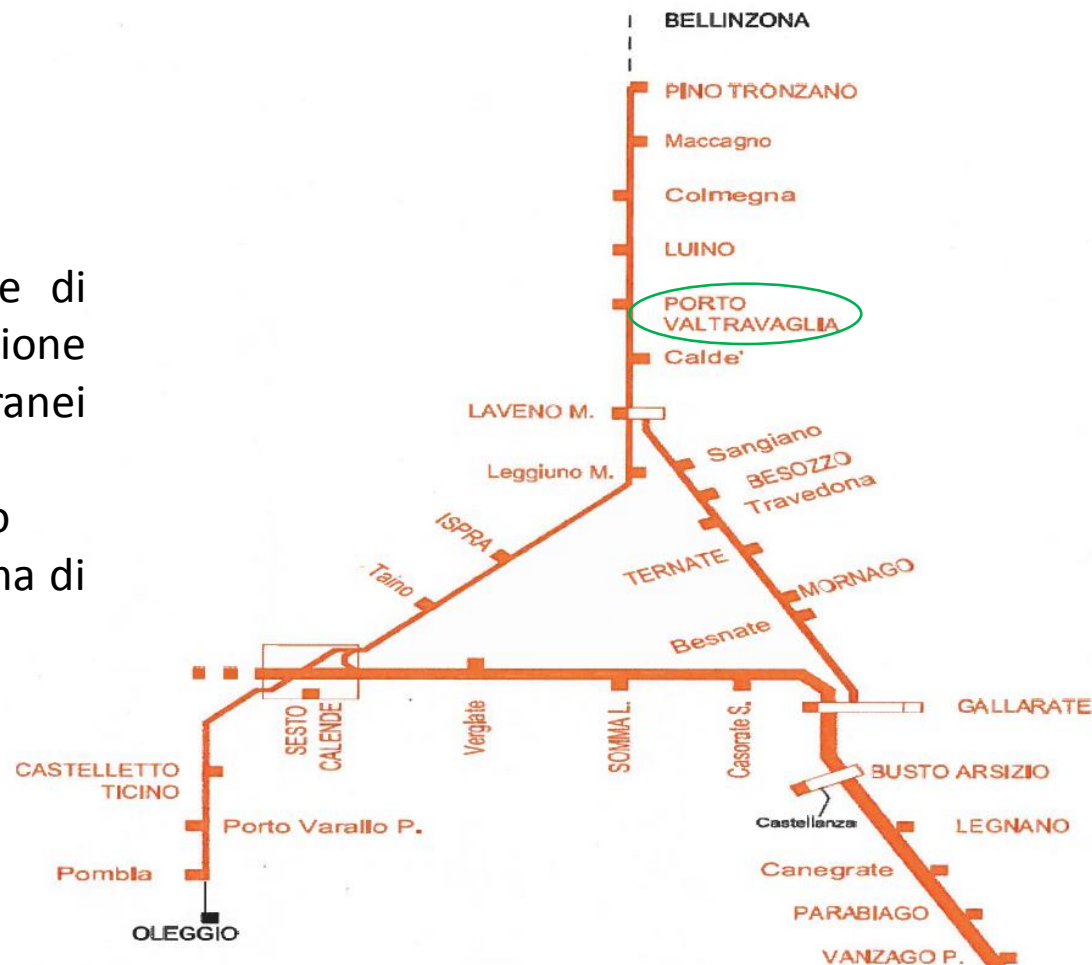 BELLINZONA
PINO TRONZANO
Maccagno
Colmegna
LUINO
PORTO
VALTRAVAGLIA
Calde'
LAVENO M.
Leggiuno M.
ISPRA
Taino
Sangiano
BESOZZO
Travedona
TERNATE
MORNAGO
Besnate
e di
ione
ranei
o
na di
SESTO
CALENDE
Vergiate
SOMMA L.
Casorate S.
GALLARATE
BUSTO ARSIZIO
Castellanza
LEGNANO
Canegrate
PARABIAGO
VANZAGO P.
CASTELLETTO
TICINO
Porto Varallo P.
Pombia
OLEGGIO